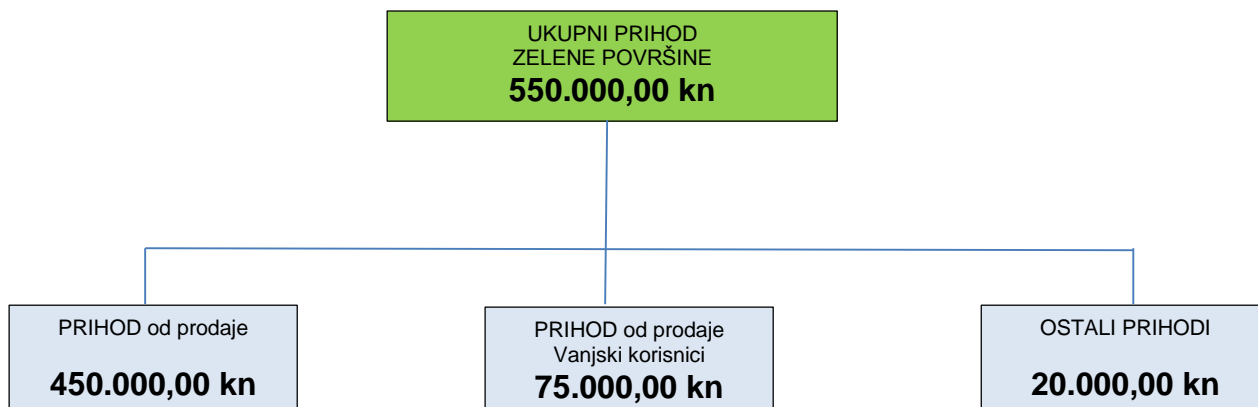 UKUPNI PRIHOD
ZELENE POVRŠINE
550.000,00 kn
PRIHOD od prodaje
450.000,00 kn
PRIHOD od prodaje
Vanjski korisnici
75.000,00 kn
OSTALI PRIHODI
20.000,00 kn